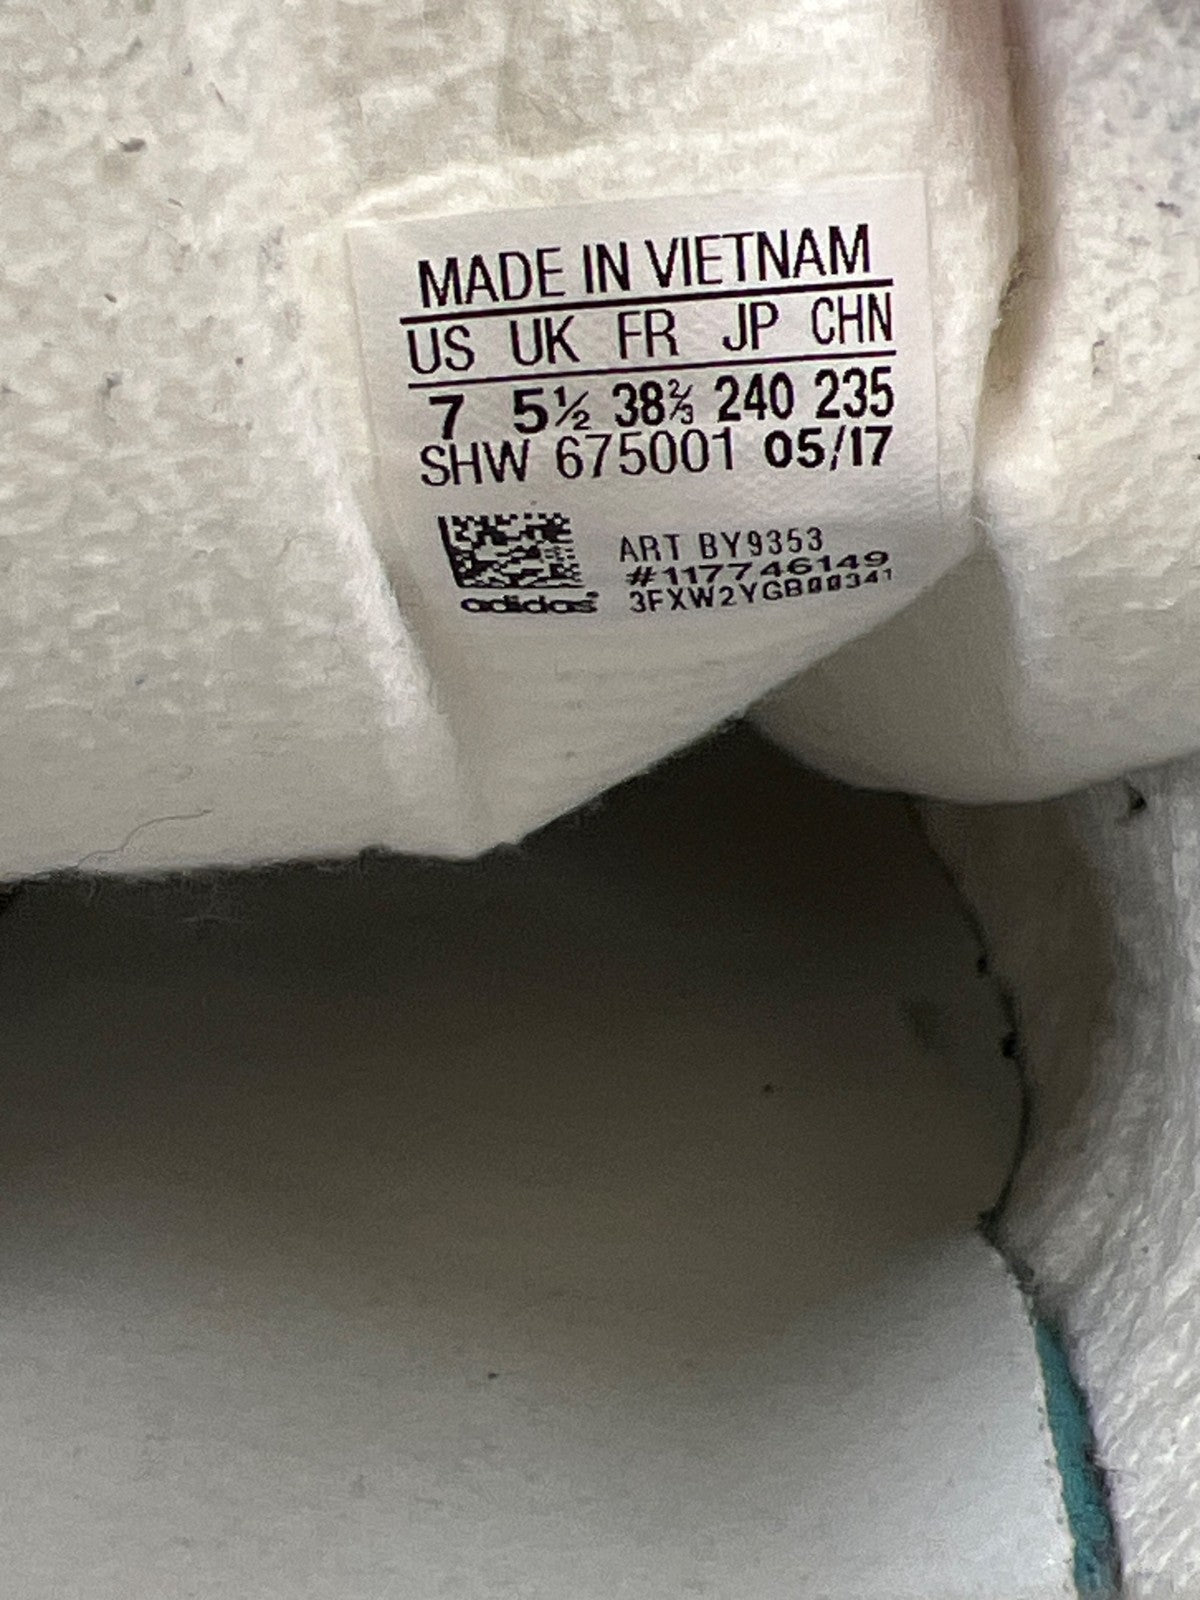 MADE IN VIETNAM
US UK FR JP CHN
7 5½ 38⅔ 240 235
SHW 675001 05/17
ART BY9353
#117746149
adidas 3FXW2YGB00341